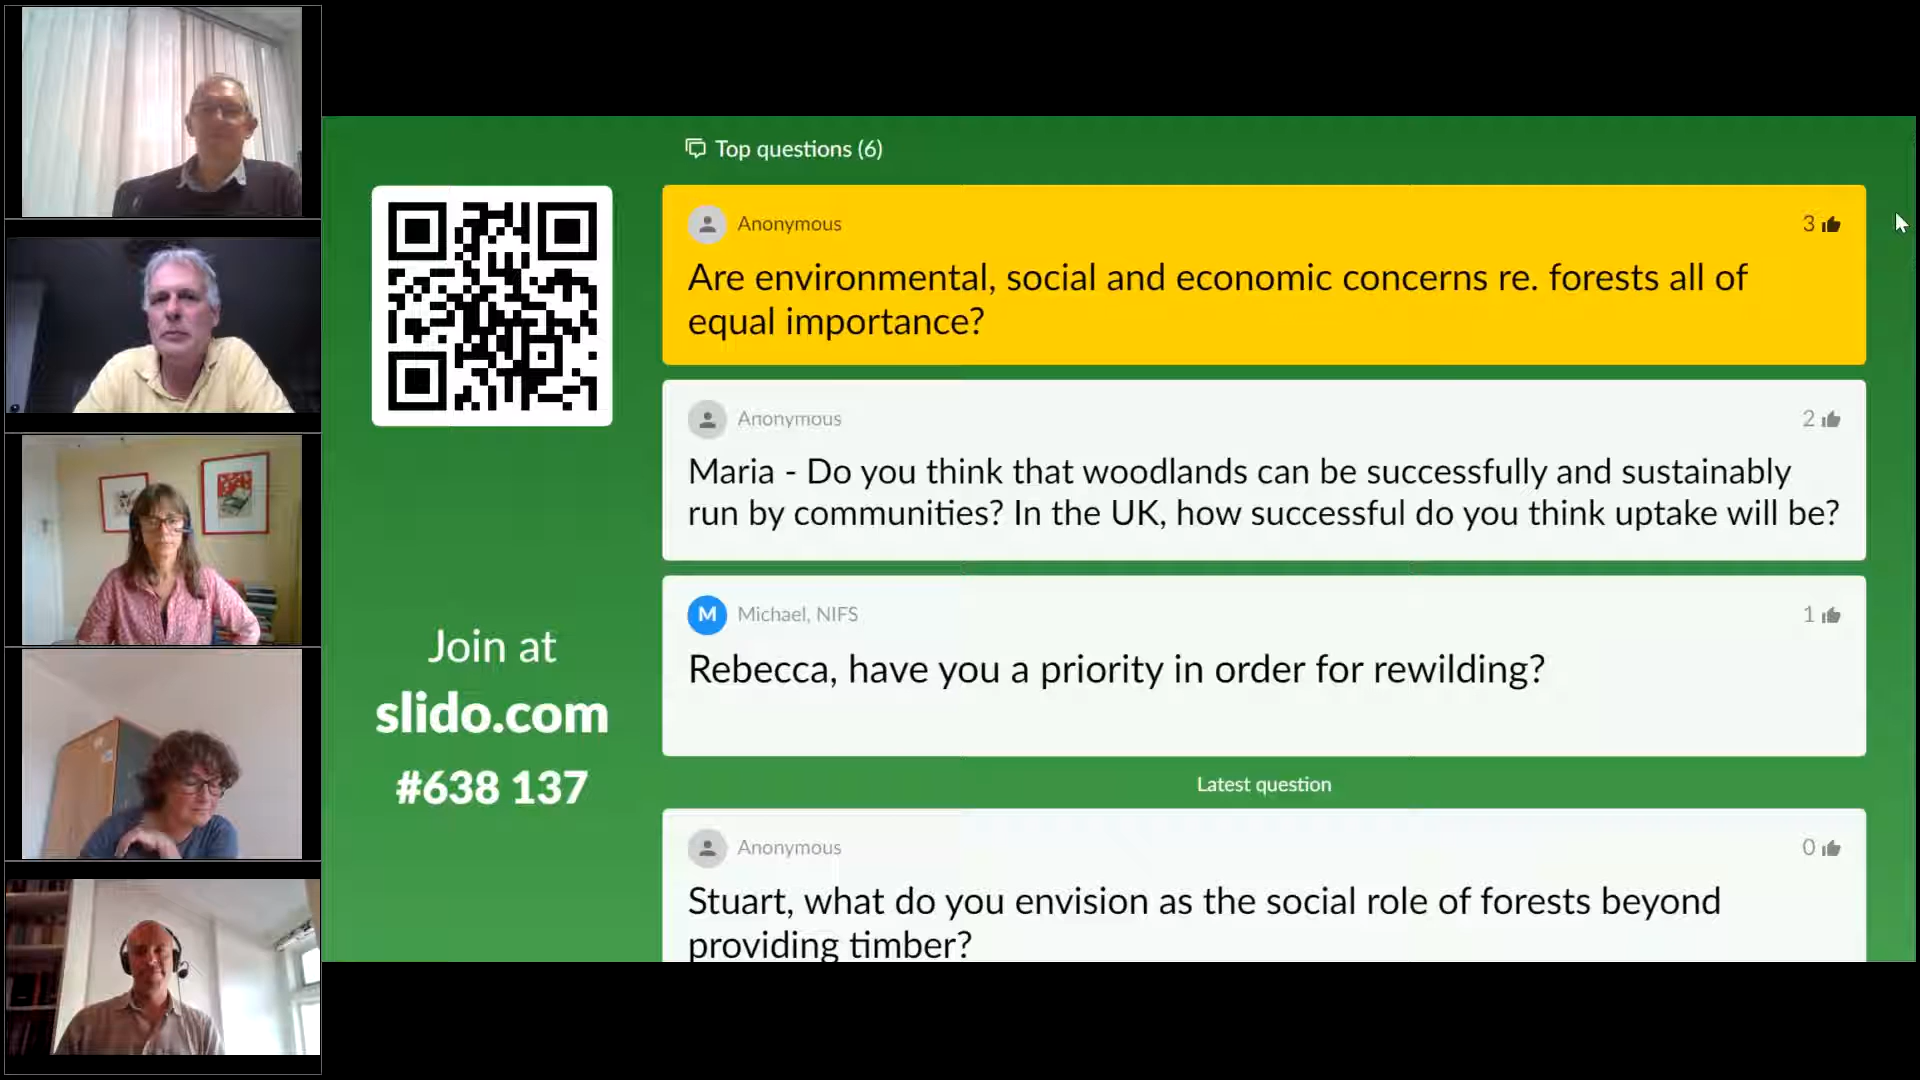 Top questions (6)
Anonymous
3
Are environmental, social and economic concerns re. forests all of
equal importance?
Anonymous
2
Maria - Do you think that woodlands can be successfully and sustainably
run by communities? In the UK, how successful do you think uptake will be?
M
Michael, NIFS
1
Rebecca, have you a priority in order for rewilding?
Join at
slido.com
#638 137
Latest question
Anonymous
0
Stuart, what do you envision as the social role of forests beyond
providing timber?